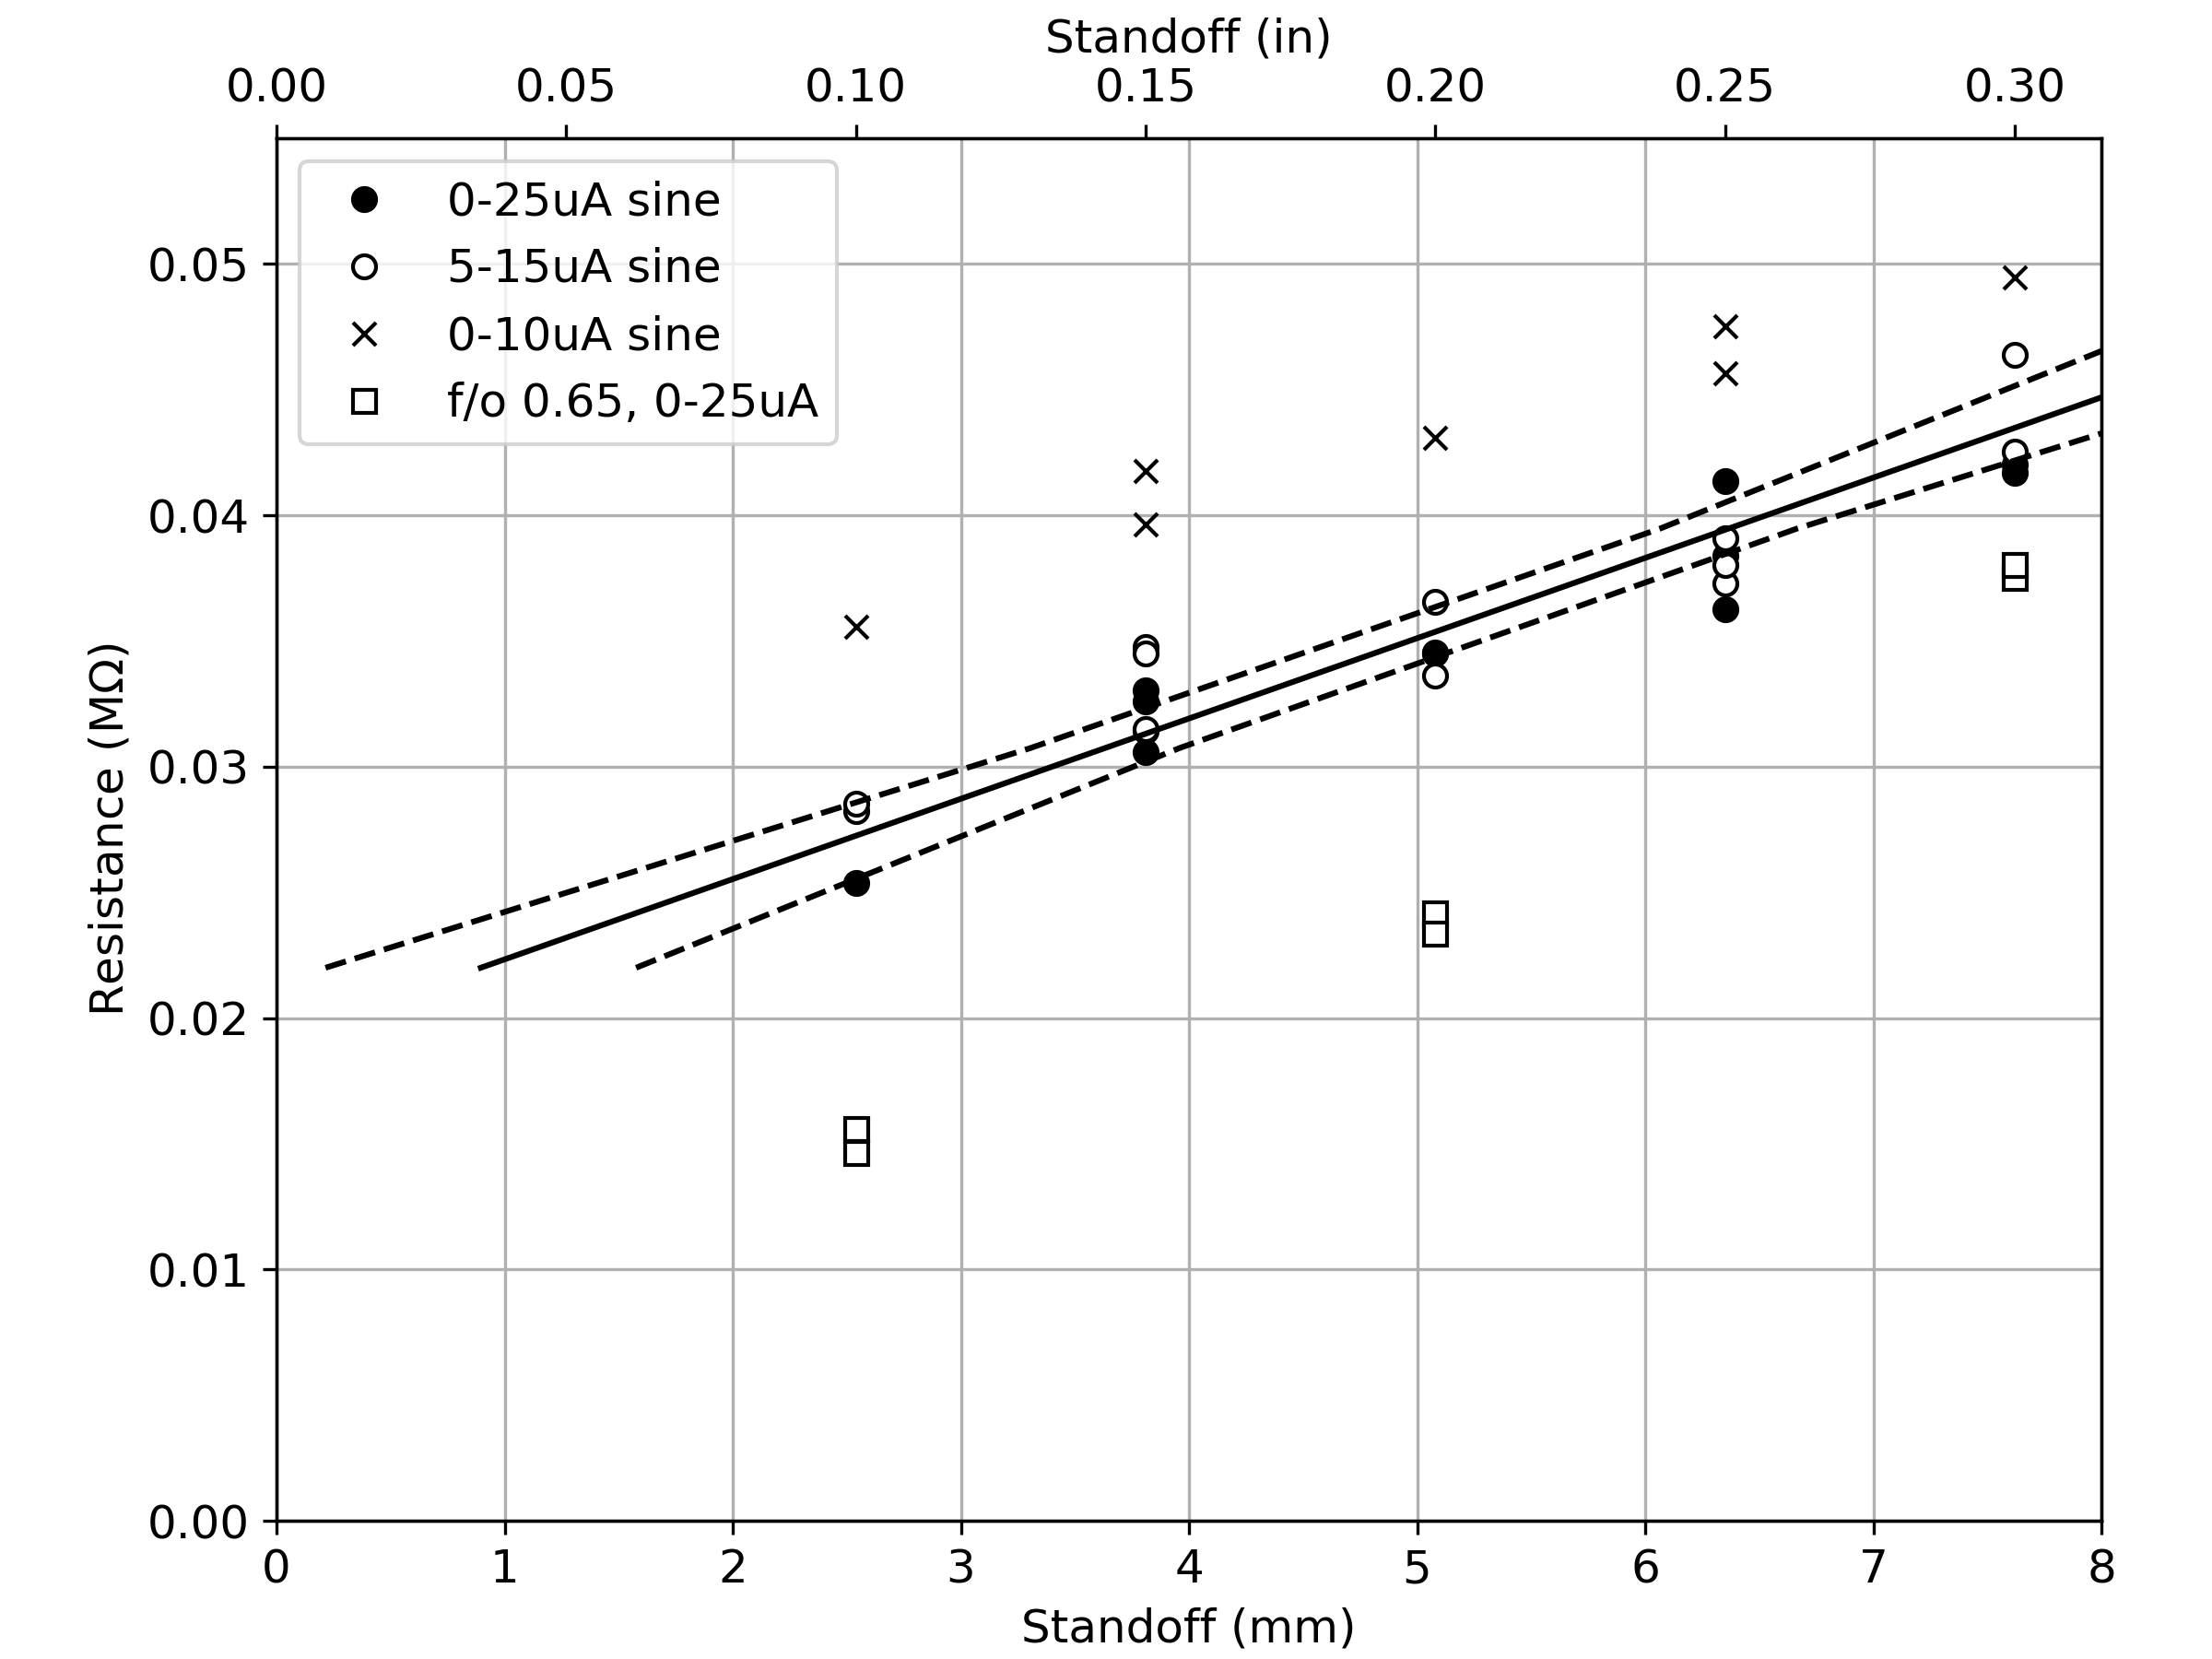 Standoff (in)
0.00 0.05 0.10 0.15 0.20 0.25 0.30
0-25uA sine
5-15uA sine
0-10uA sine
f/o 0.65, 0-25uA
Resistance (MΩ)
0.05
0.04
0.03
0.02
0.01
0.00
0 1 2 3 4 5 6 7 8
Standoff (mm)